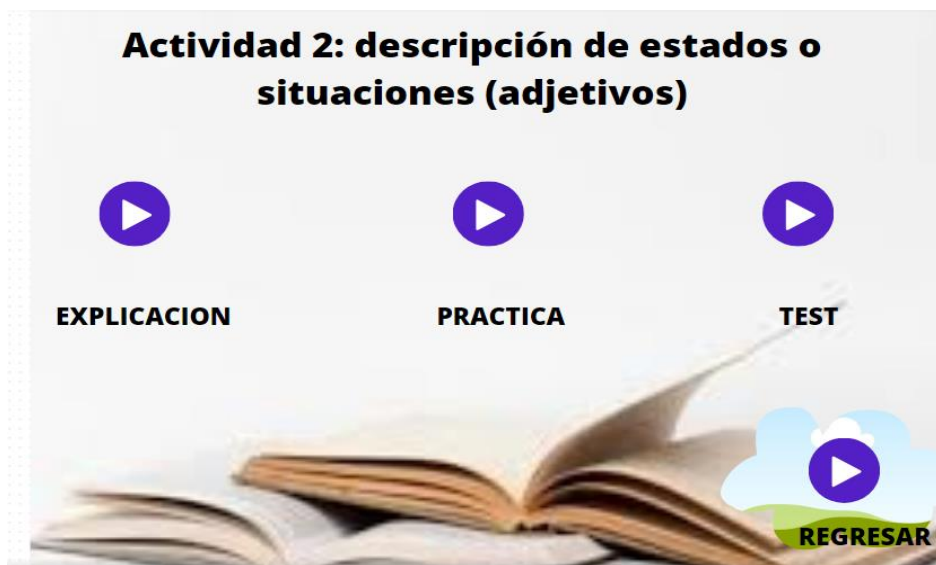 Actividad 2: descripción de estados o
situaciones (adjetivos)
EXPLICACION
PRACTICA
TEST
REGRESAR